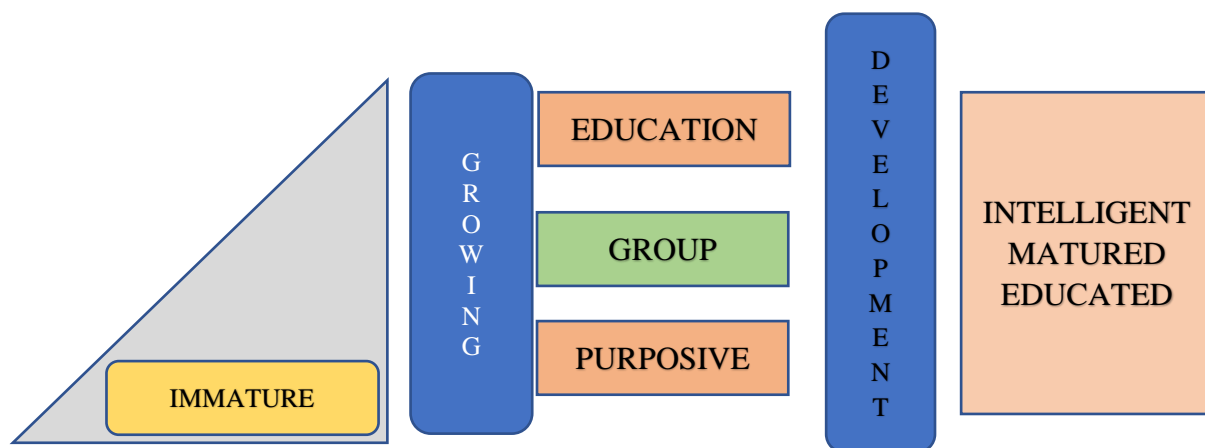 IMMATURE
GROWING
EDUCATION
GROUP
PURPOSIVE
DEVELOPMENT
INTELLIGENT
MATURED
EDUCATED